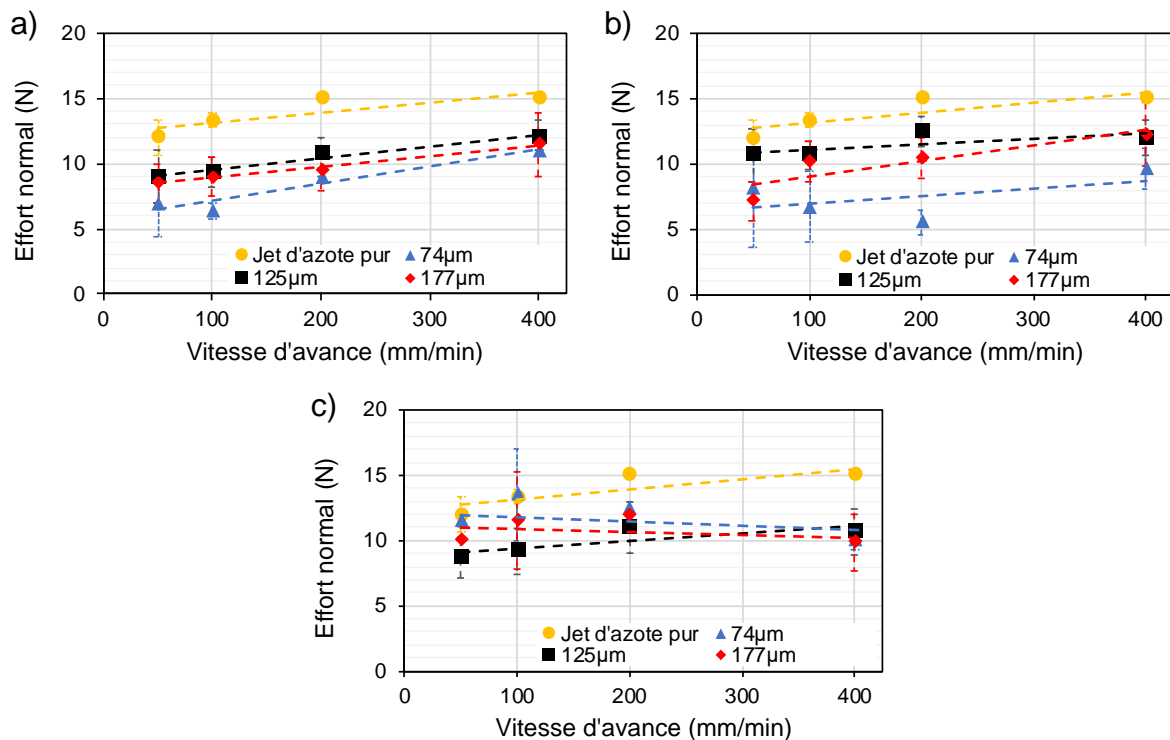 a)
20
15
10
5
0
Effort normal (N)
Jet d'azote pur
74µm
125µm
177µm
0 100 200 300 400
Vitesse d'avance (mm/min)
b)
20
15
10
5
0
Effort normal (N)
Jet d'azote pur
74µm
125µm
177µm
0 100 200 300 400
Vitesse d'avance (mm/min)
c)
20
15
10
5
0
Effort normal (N)
Jet d'azote pur
74µm
125µm
177µm
0 100 200 300 400
Vitesse d'avance (mm/min)